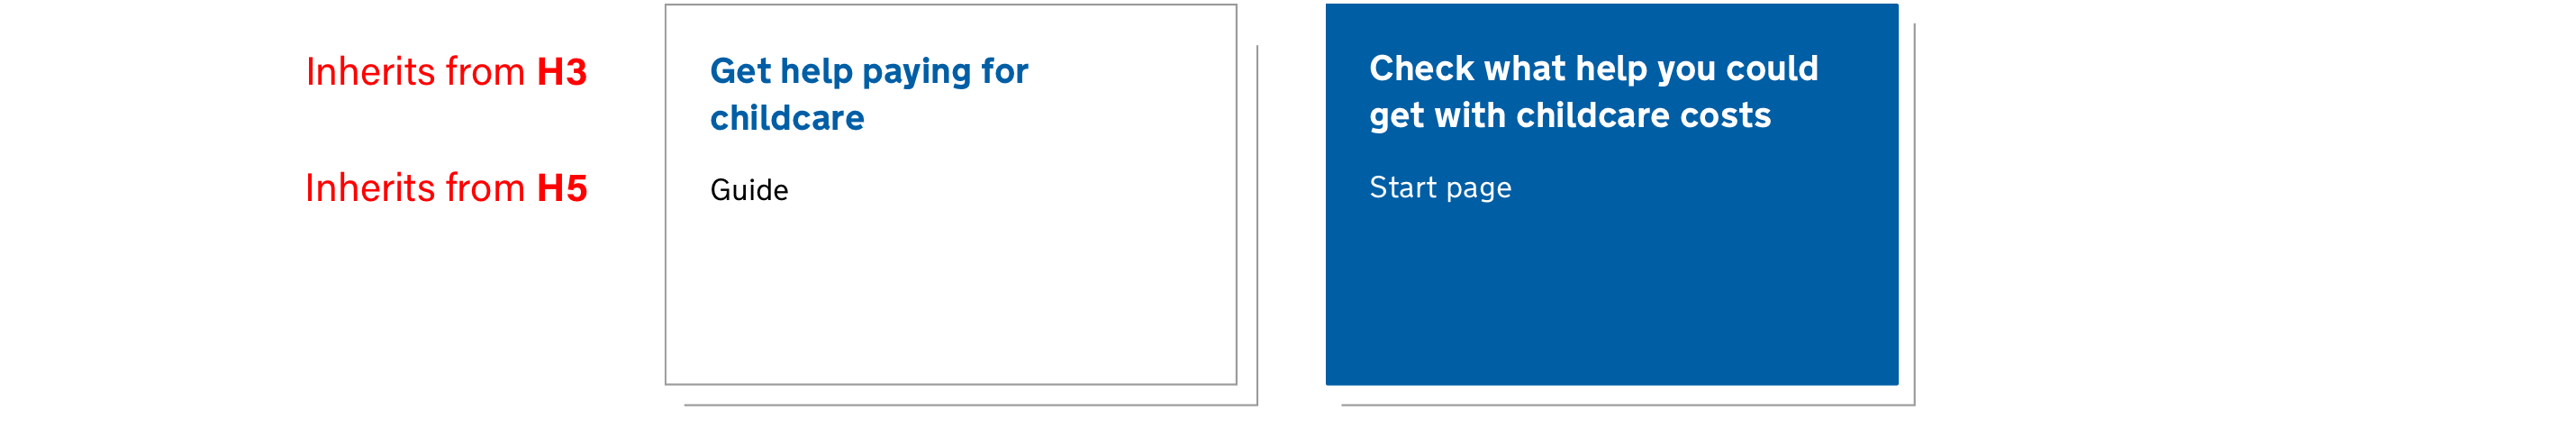 Inherits from H3
Inherits from H5
Get help paying for
childcare
Guide
Check what help you could
get with childcare costs
Start page